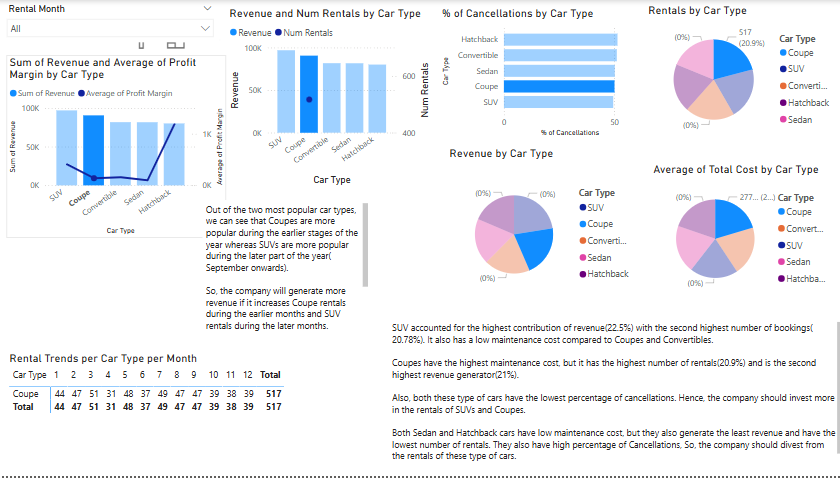 Rental Month
All
Sum of Revenue and Average of Profit
Margin by Car Type
Sum of Revenue Average of Profit Margin
Sum of Revenue
100K
50K
0K
Average of Profit Margin
1K
0K
SUV
Coupe
Convertible
Sedan
Hatchback
Car Type
Revenue and Num Rentals by Car Type
Revenue Num Rentals
Revenue
100K
50K
0K
Num Rentals
600
400
SUV
Coupe
Convertible
Sedan
Hatchback
Car Type
% of Cancellations by Car Type
Car Type
Hatchback
Convertible
Sedan
Coupe
SUV
0 50
% of Cancellations
Rentals by Car Type
(0%)
517
(20.9%)
(0%)
Car Type
Coupe
SUV
Converti...
Hatchback
Sedan
Revenue by Car Type
(0%) (0%)
(0%)
Car Type
SUV
Coupe
Converti...
Sedan
Hatchback
Average of Total Cost by Car Type
(0%) 277... (2...)
(0%)
Car Type
Coupe
Convert...
SUV
Sedan
Hatchba...
Out of the two most popular car types,
we can see that Coupes are more
popular during the earlier stages of the
year whereas SUVs are more popular
during the later part of the year(
September onwards).
So, the company will generate more
revenue if it increases Coupe rentals
during the earlier months and SUV
rentals during the later months.
SUV accounted for the highest contribution of revenue(22.5%) with the second highest number of bookings(
20.78%). It also has a low maintenance cost compared to Coupes and Convertibles.
Coupes have the highest maintenance cost, but it has the highest number of rentals(20.9%) and is the second
highest revenue generator(21%).
Also, both these type of cars have the lowest percentage of cancellations. Hence, the company should invest more
in the rentals of SUVs and Coupes.
Both Sedan and Hatchback cars have low maintenance cost, but they also generate the least revenue and have the
lowest number of rentals. They also have high percentage of Cancellations, So, the company should divest from
the rentals of these type of cars.
Rental Trends per Car Type per Month
Car Type 1 2 3 4 5 6 7 8 9 10 11 12 Total
Coupe 44 47 51 31 48 37 49 47 47 39 38 39 517
Total 44 47 51 31 48 37 49 47 47 39 38 39 517